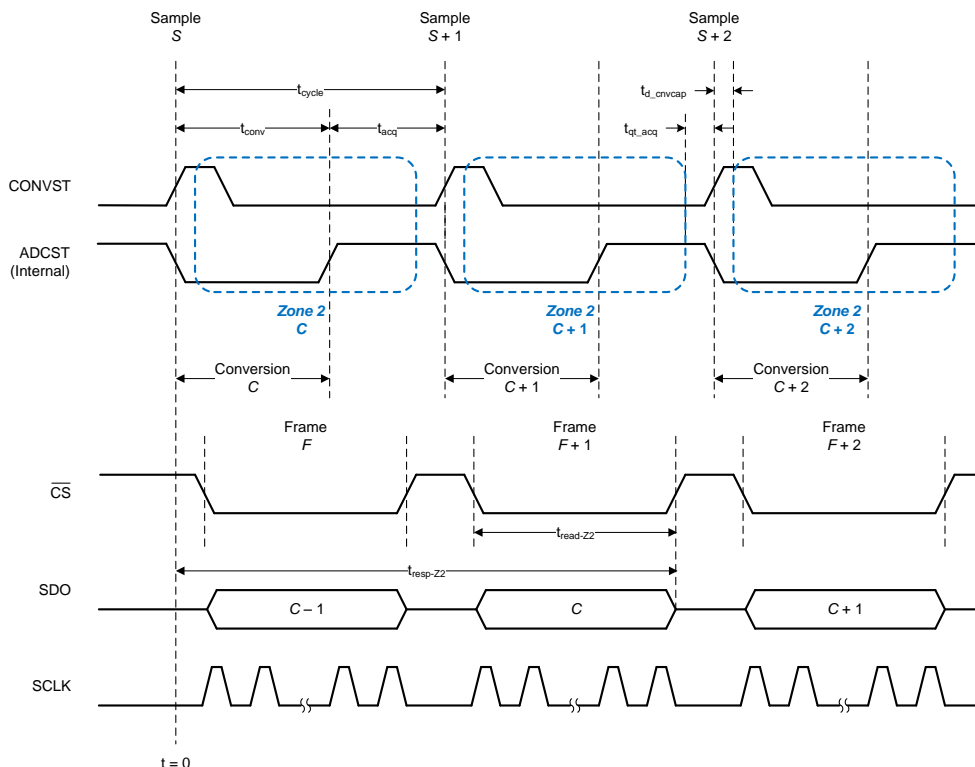 Sample
S
Sample
S + 1
Sample
S + 2
tcycle
td_cnvcap
tconv
tacq
tqt_acq
CONVST
ADCST
(Internal)
Zone 2
C
Zone 2
C + 1
Zone 2
C + 2
Conversion
C
Conversion
C + 1
Conversion
C + 2
Frame
F
Frame
F + 1
Frame
F + 2
CS
tread-Z2
tresp-Z2
SDO
C – 1
C
C + 1
SCLK
t = 0